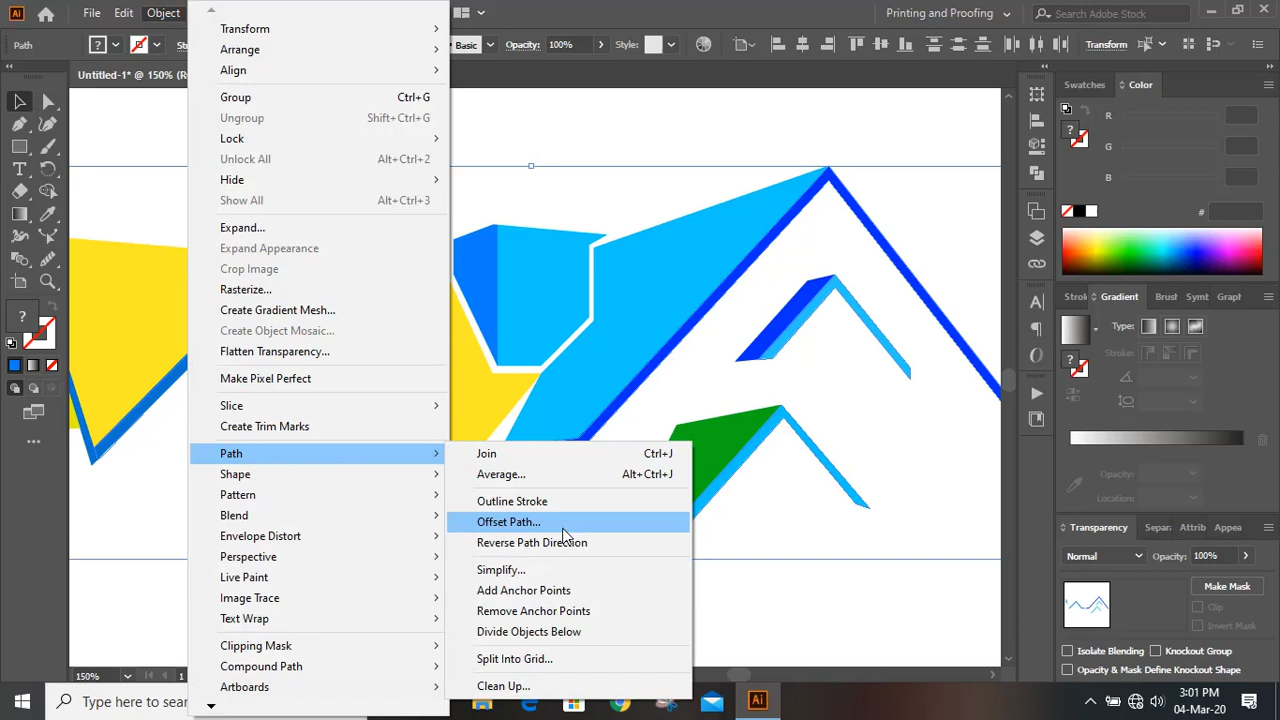 Ai
File
Edit
Object
Basic
Opacity:
100%
Style:
Transform
Printing and Proofing
Search Adobe Stock
Path
Untitled-1* @ 150%
Transform
Arrange
Align
Group Ctrl+G
Ungroup Shift+Ctrl+G
Lock
Unlock All Alt+Ctrl+2
Hide
Show All Alt+Ctrl+3
Expand...
Expand Appearance
Crop Image
Rasterize...
Create Gradient Mesh...
Create Object Mosaic...
Flatten Transparency...
Make Pixel Perfect
Slice
Create Trim Marks
Path
Shape
Pattern
Blend
Envelope Distort
Perspective
Live Paint
Image Trace
Text Wrap
Clipping Mask
Compound Path
Artboards
Join Ctrl+J
Average... Alt+Ctrl+J
Outline Stroke
Offset Path...
Reverse Path Direction
Simplify...
Add Anchor Points
Remove Anchor Points
Divide Objects Below
Split Into Grid...
Clean Up...
Swatches
Color
R
G
B
#
Strol
Gradient
Brush
Symt
Graph
Type:
Strokes:
Location:
Transparency
Separ
Attrib
Appea
Normal
Opacity:
100%
Make Mask
Clip
Invert Mask
Isolate Blending
Knockout Group
Opacity & Mask Define Knockout Shape
150%
1
Type here to sear
Ai
3:01 PM
04-Mar-20